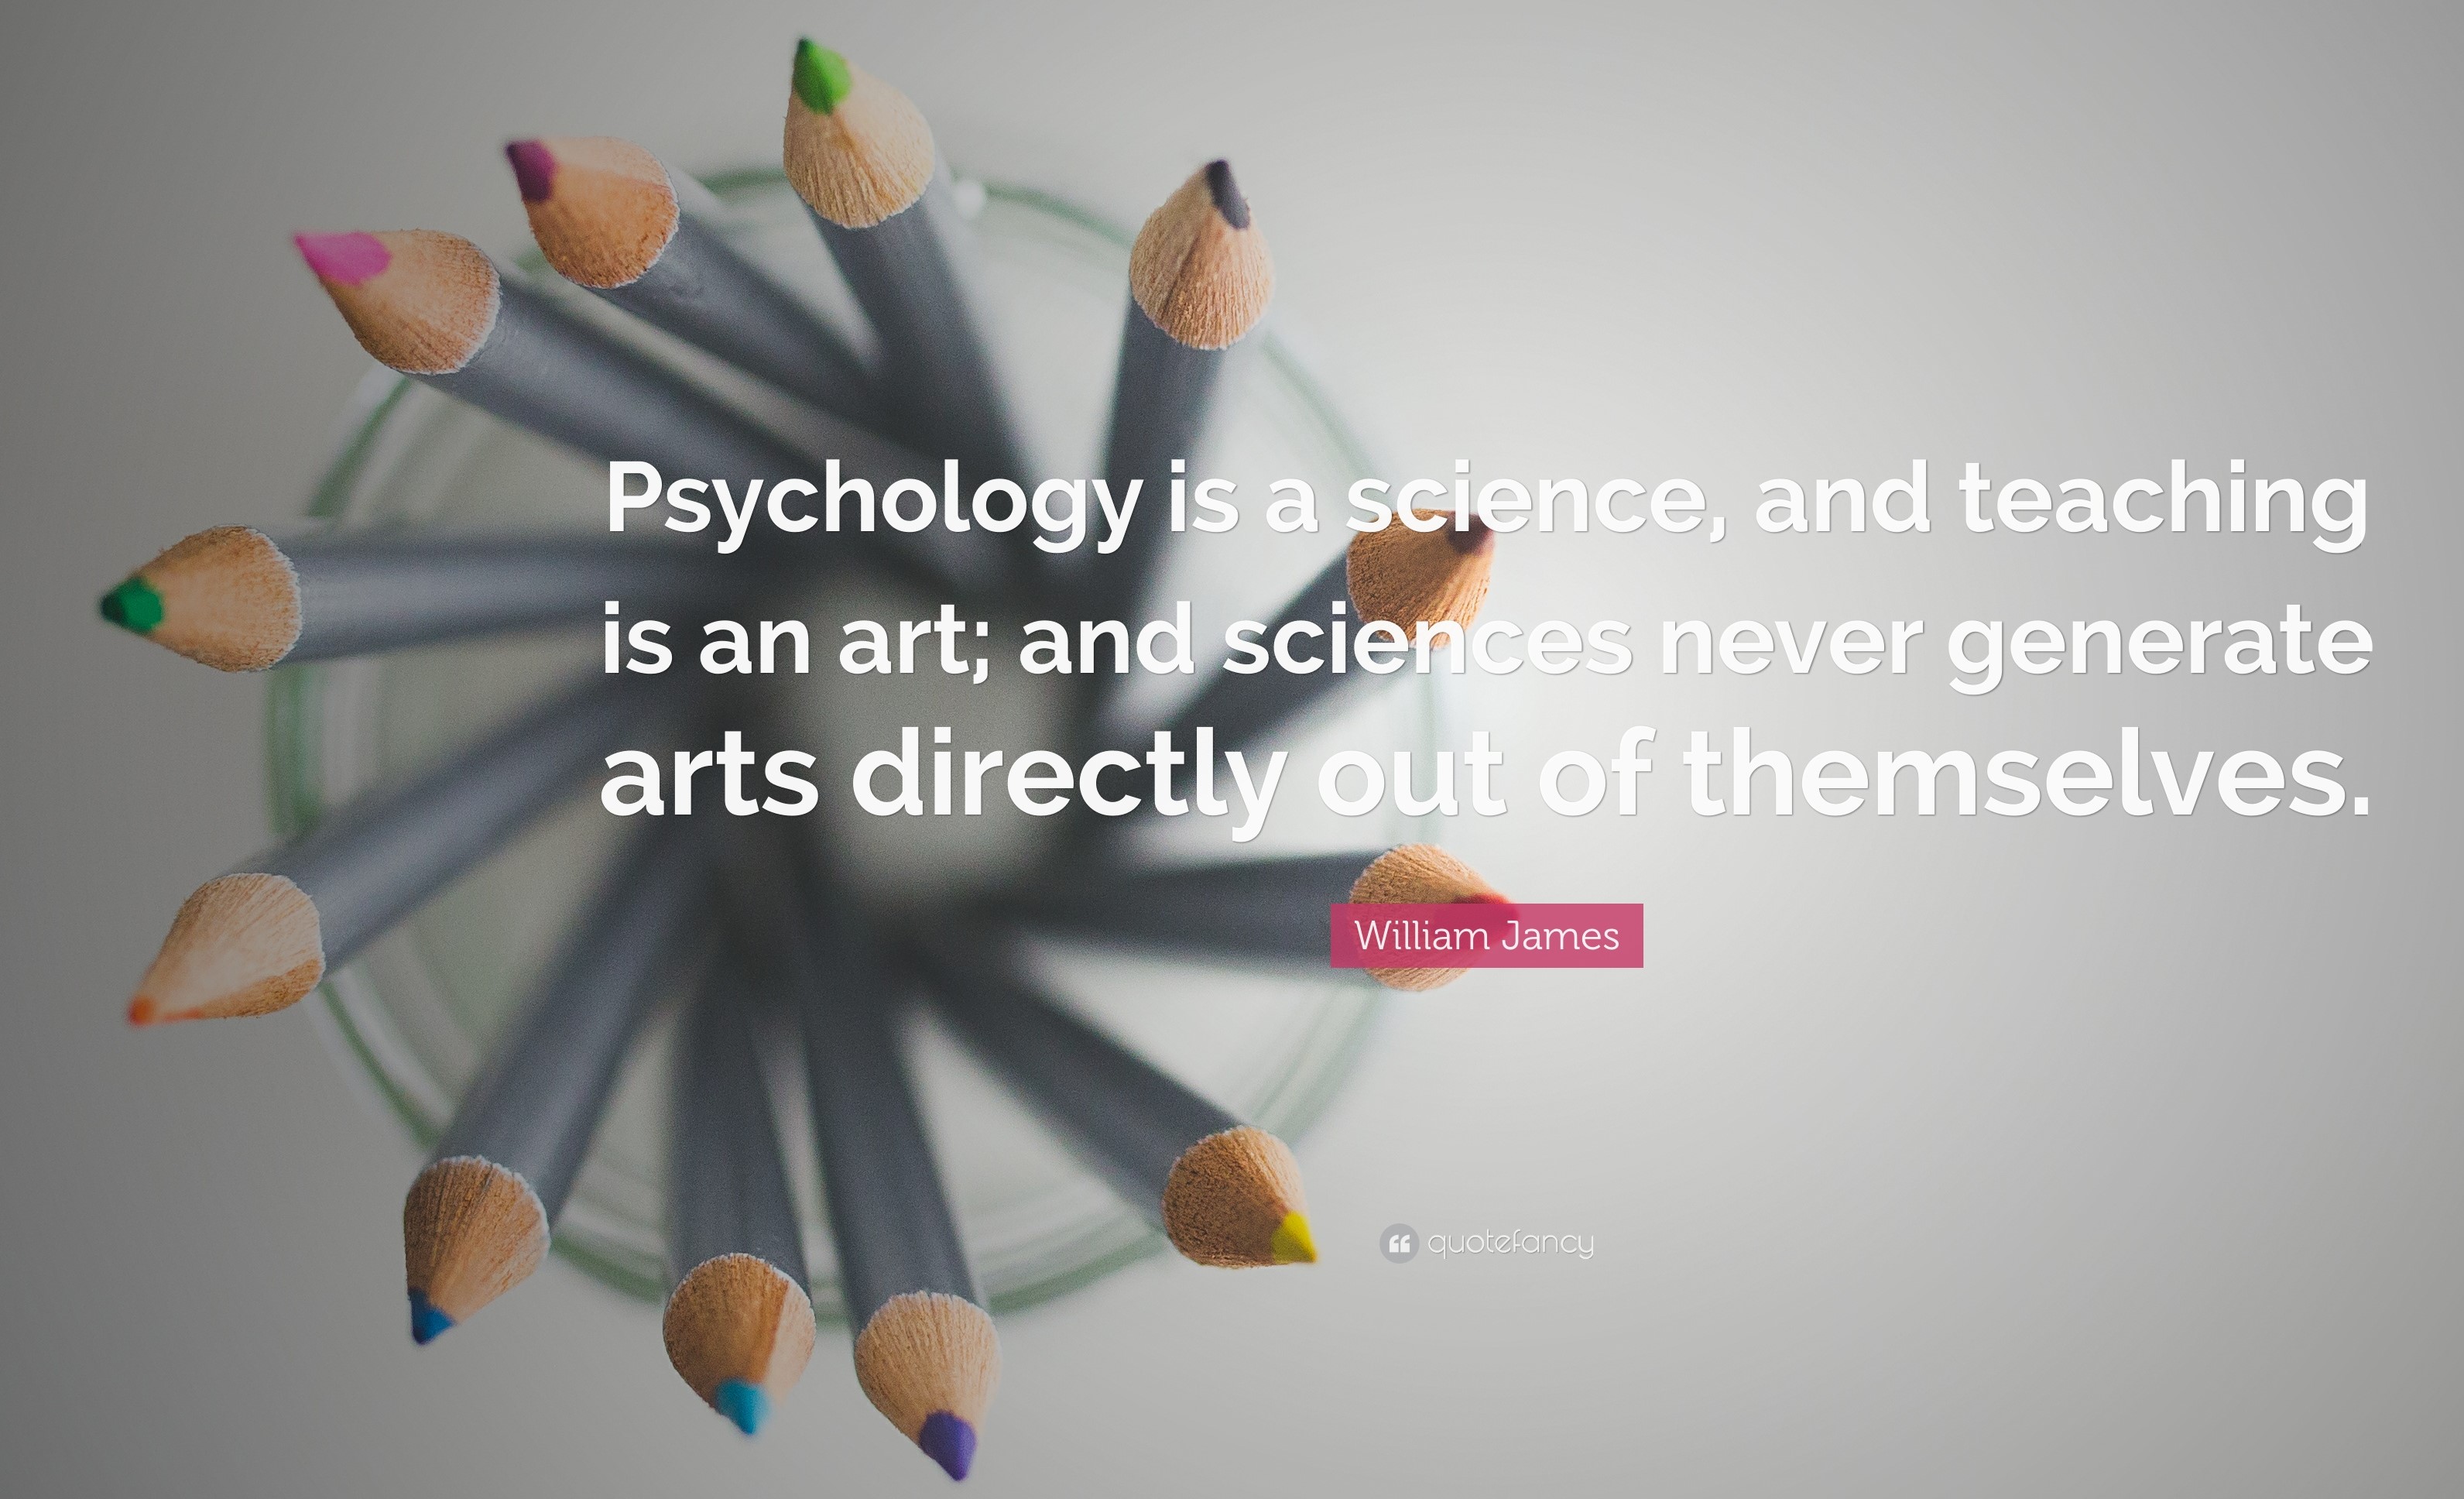 Psychology is a science, and teaching
is an art; and sciences never generate
arts directly out of themselves.
William James
quotefancy